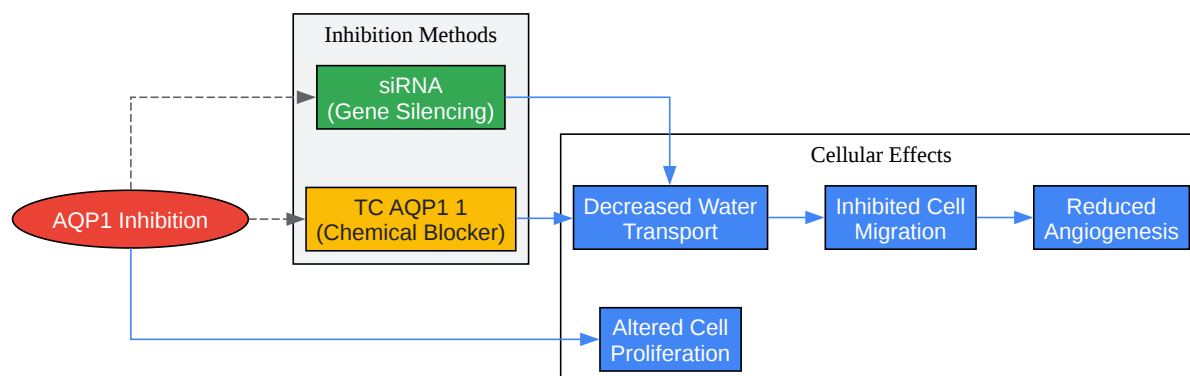 Inhibition Methods
siRNA
(Gene Silencing)
Cellular Effects
AQP1 Inhibition
TC AQP1 1
(Chemical Blocker)
Decreased Water
Transport
Inhibited Cell
Migration
Reduced
Angiogenesis
Altered Cell
Proliferation